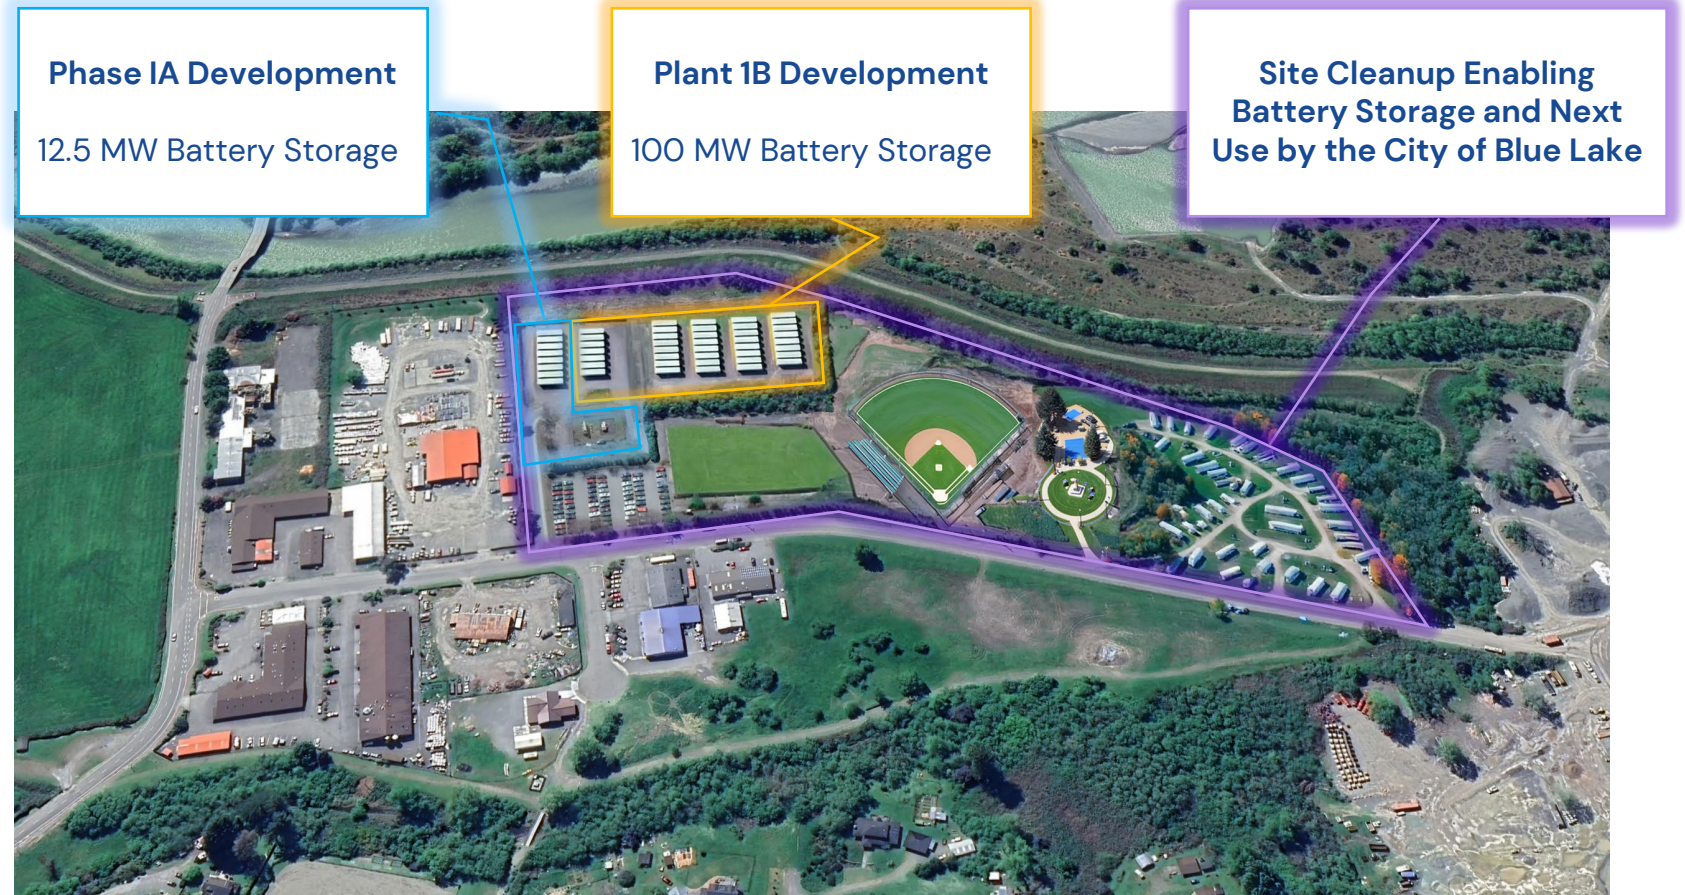 Phase IA Development
12.5 MW Battery Storage
Plant 1B Development
100 MW Battery Storage
Site Cleanup Enabling
Battery Storage and Next
Use by the City of Blue Lake